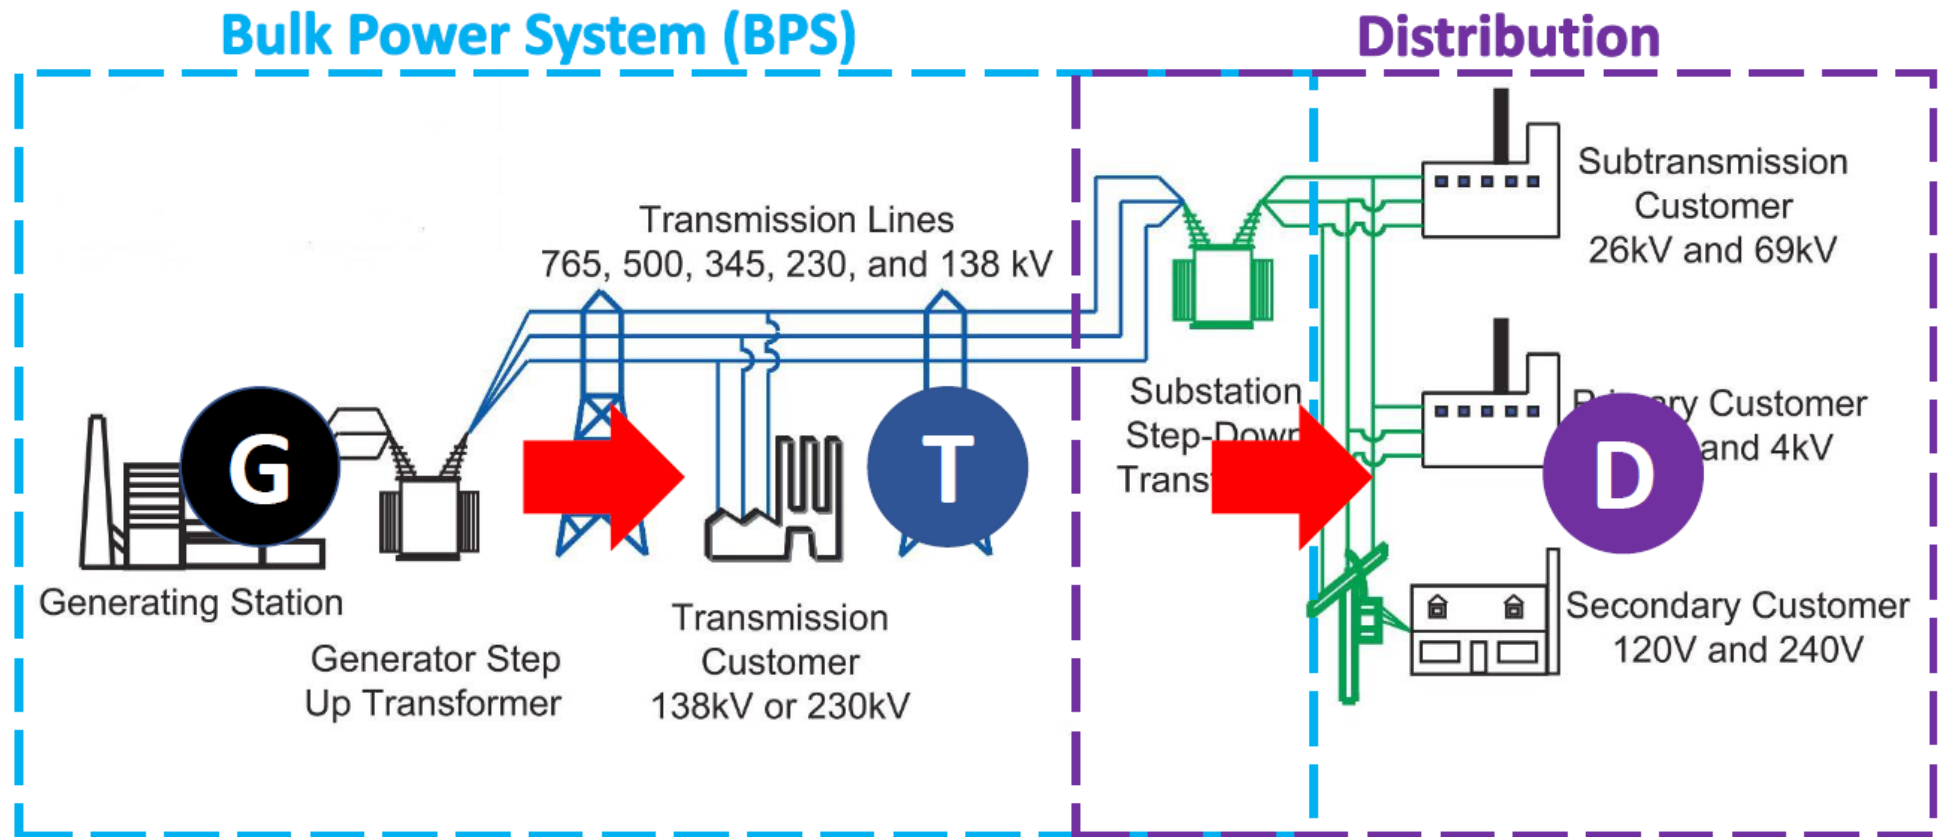 Bulk Power System (BPS)
Distribution
Transmission Lines
765, 500, 345, 230, and 138 kV
Subtransmission
Customer
26kV and 69kV
Substation
Step-Down
Customer
and 4kV
G
T
D
Generating Station
Generator Step
Up Transformer
Transmission
Customer
138kV or 230kV
Secondary Customer
120V and 240V